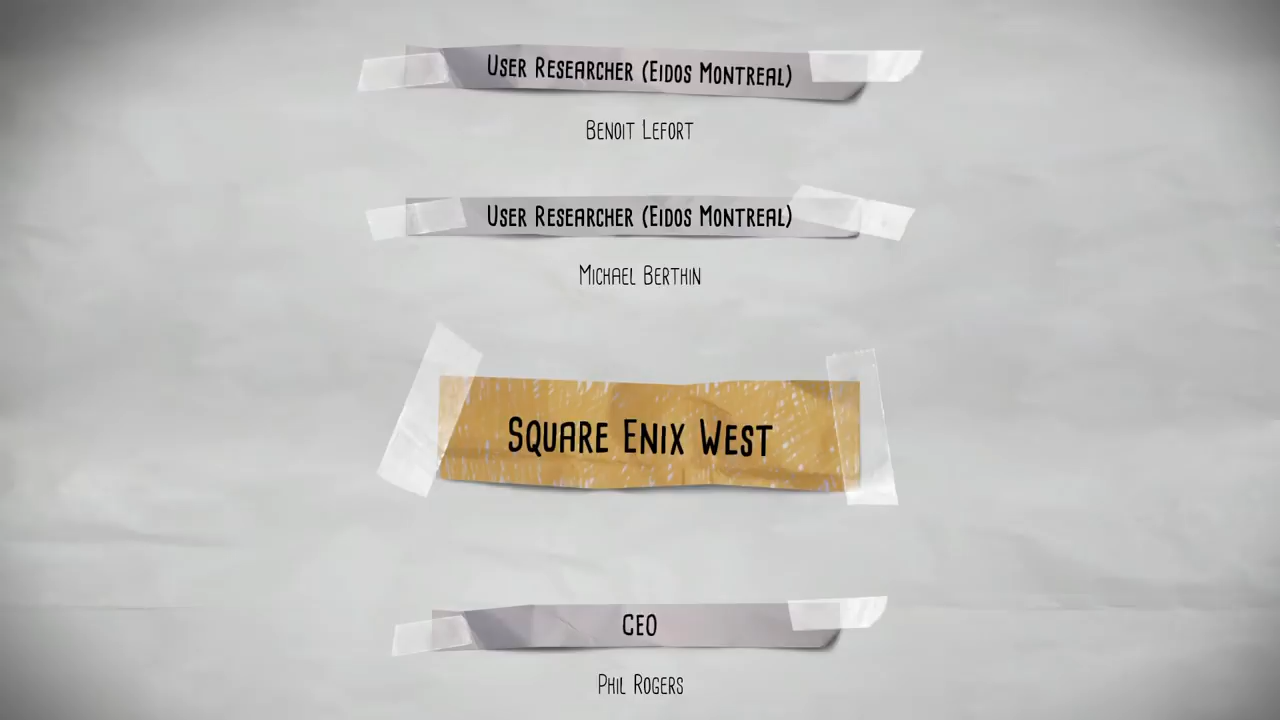 User Researcher (Eidos Montreal)
Benoit Lefort
User Researcher (Eidos Montreal)
Michael Berthin
Square Enix West
CEO
Phil Rogers